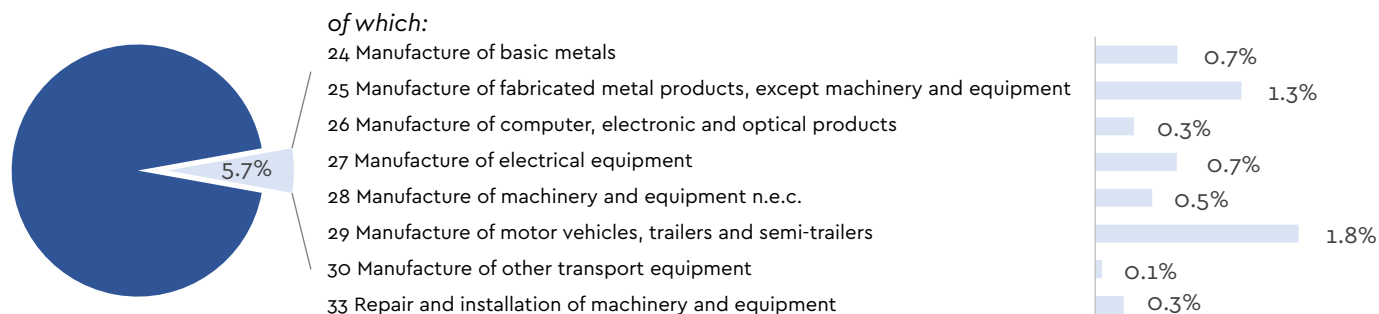 of which:
24 Manufacture of basic metals 0.7%
25 Manufacture of fabricated metal products, except machinery and equipment 1.3%
26 Manufacture of computer, electronic and optical products 0.3%
5.7% 27 Manufacture of electrical equipment 0.7%
28 Manufacture of machinery and equipment n.e.c. 0.5%
29 Manufacture of motor vehicles, trailers and semi-trailers 1.8%
30 Manufacture of other transport equipment 0.1%
33 Repair and installation of machinery and equipment 0.3%